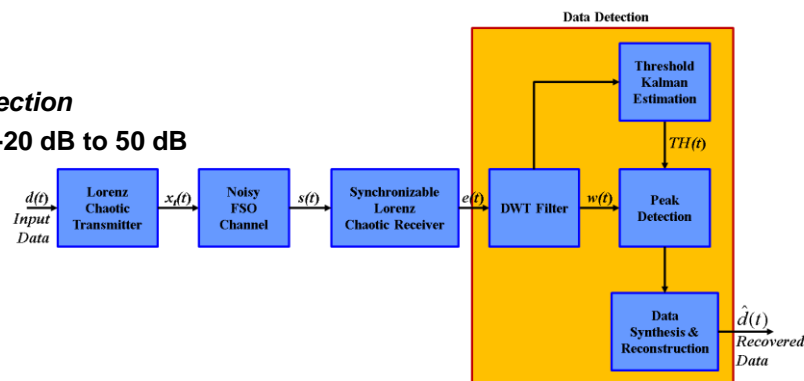 Data Detection
ection
-20 dB to 50 dB
Threshold
Kalman
Estimation
TH(t)
d(t)
Input
Data
Lorenz
Chaotic
Transmitter
xₜ(t)
Noisy
FSO
Channel
s(t)
Synchronizable
Lorenz
Chaotic Receiver
e(t)
DWT Filter
w(t)
Peak
Detection
Data
Synthesis &
Reconstruction
d̂(t)
Recovered
Data